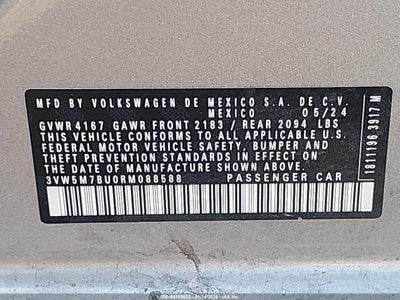 MFD BY VOLKSWAGEN DE MEXICO S.A. DE C.V.
MEXICO 05/24
GVWR 4167 GAWR FRONT 2183 / REAR 2094 LBS
THIS VEHICLE CONFORMS TO ALL APPLICABLE U.S.
FEDERAL MOTOR VEHICLE SAFETY, BUMPER AND
THEFT PREVENTION STANDARDS IN EFFECT ON THE
DATE OF MANUFACTURE SHOWN ABOVE.
3VW5M7BU0RM088588 PASSENGER CAR
1811196 3917 M